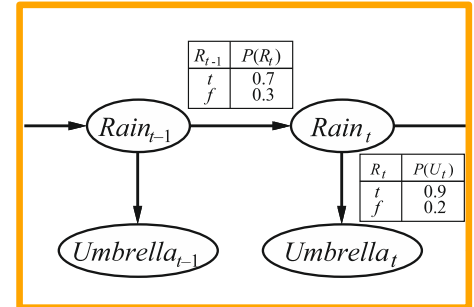 R_{t-1} P(R_t)
t 0.7
f 0.3
Rain_{t–1} Rain_t
R_t P(U_t)
t 0.9
f 0.2
Umbrella_{t–1} Umbrella_t